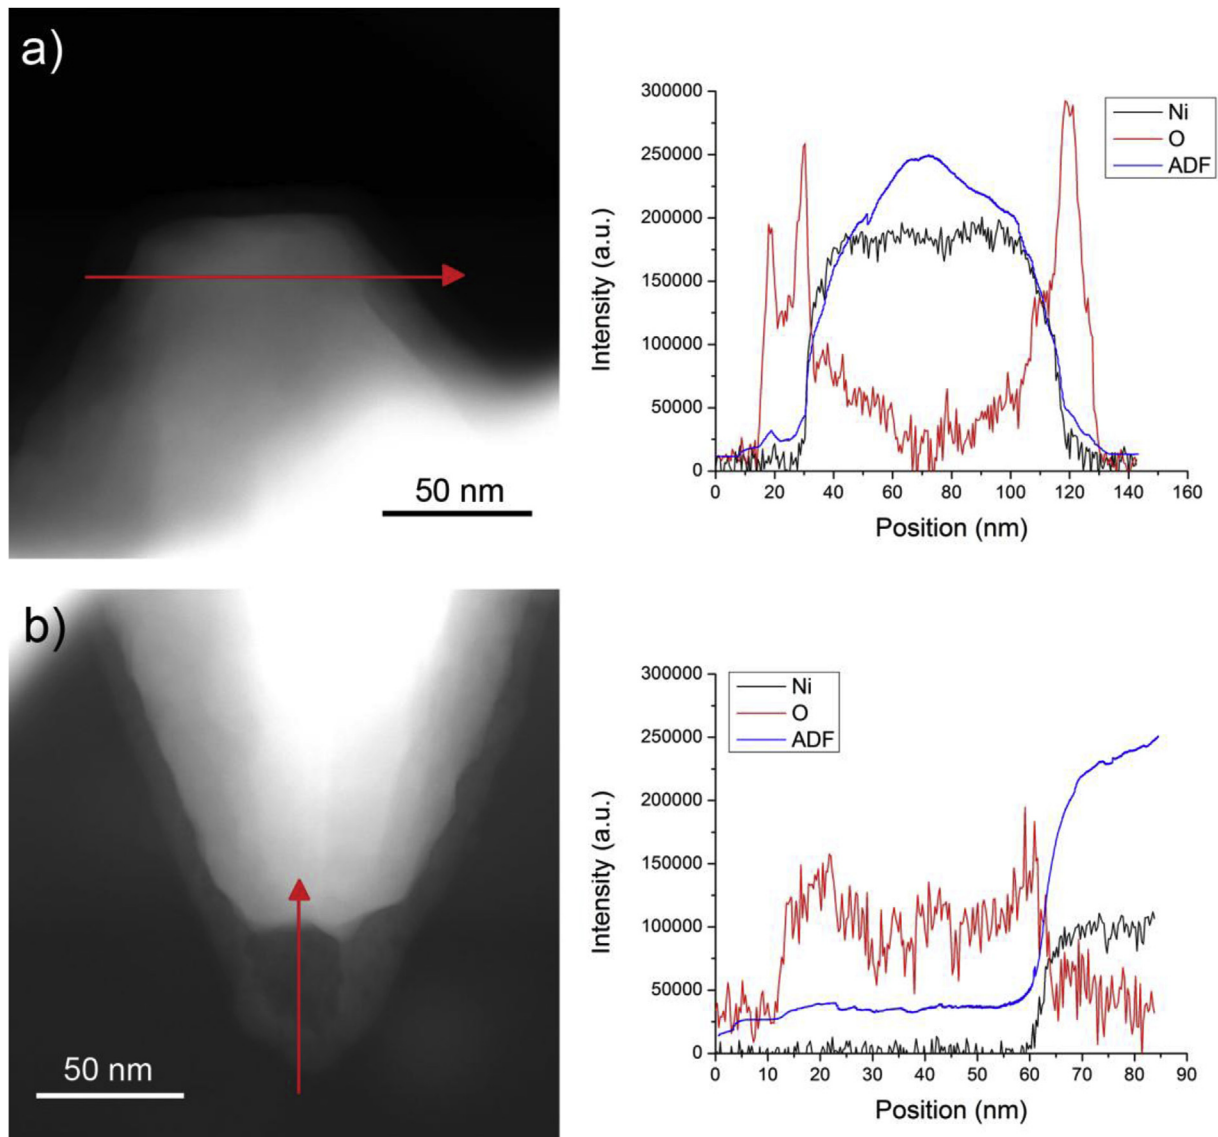 a)
50 nm
300000
250000
200000
150000
100000
50000
0
0 20 40 60 80 100 120 140 160
Intensity (a.u.)
Position (nm)
Ni
O
ADF
b)
50 nm
300000
250000
200000
150000
100000
50000
0
0 10 20 30 40 50 60 70 80 90
Intensity (a.u.)
Position (nm)
Ni
O
ADF